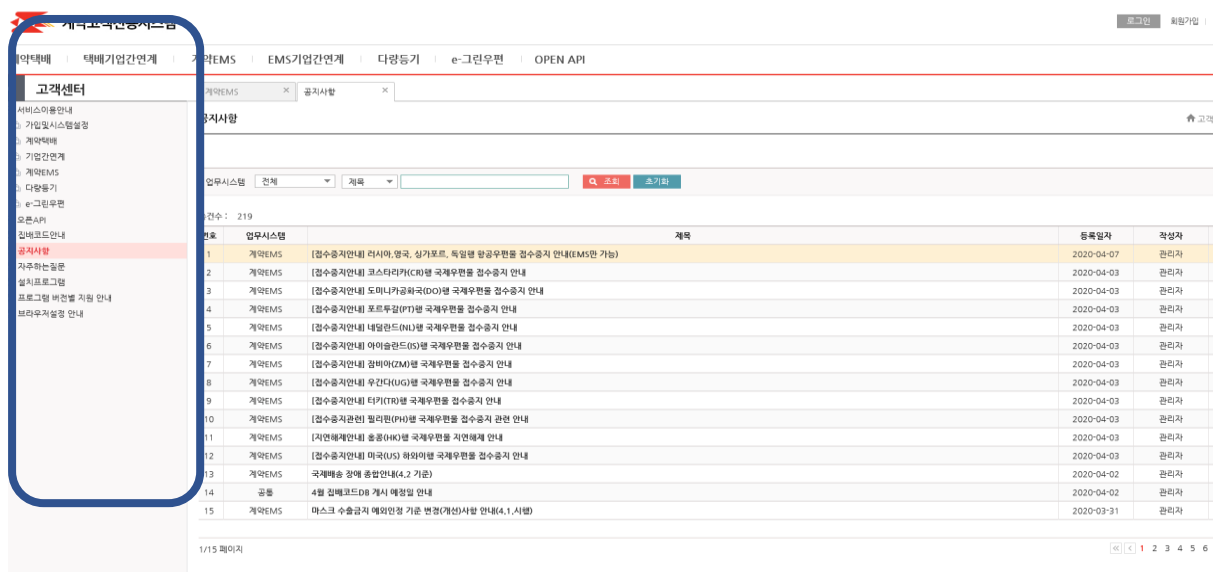 계약고객전용시스템
로그인 회원가입
계약택배 택배기업간연계 계약EMS EMS기업간연계 다량등기 e-그린우편 OPEN API
고객센터
계약EMS 공지사항
서비스이용안내
가입및시스템설정
계약택배
기업간연계
계약EMS
다량등기
e-그린우편
오픈API
집배코드안내
공지사항
자주하는질문
설치프로그램
프로그램 버전별 지원 안내
브라우저설정 안내
공지사항
고객
업무시스템 전체 제목 조회 초기화
건수 : 219
번호 업무시스템 제목 등록일자 작성자
1 계약EMS [접수중지안내] 러시아,영국, 싱가포르, 독일행 항공우편물 접수중지 안내(EMS만 가능) 2020-04-07 관리자
2 계약EMS [접수중지안내] 코스타리카(CR)행 국제우편물 접수중지 안내 2020-04-03 관리자
3 계약EMS [접수중지안내] 도미니카공화국(DO)행 국제우편물 접수중지 안내 2020-04-03 관리자
4 계약EMS [접수중지안내] 포르투갈(PT)행 국제우편물 접수중지 안내 2020-04-03 관리자
5 계약EMS [접수중지안내] 네덜란드(NL)행 국제우편물 접수중지 안내 2020-04-03 관리자
6 계약EMS [접수중지안내] 아이슬란드(IS)행 국제우편물 접수중지 안내 2020-04-03 관리자
7 계약EMS [접수중지안내] 잠비아(ZM)행 국제우편물 접수중지 안내 2020-04-03 관리자
8 계약EMS [접수중지안내] 우간다(UG)행 국제우편물 접수중지 안내 2020-04-03 관리자
9 계약EMS [접수중지안내] 터키(TR)행 국제우편물 접수중지 안내 2020-04-03 관리자
10 계약EMS [접수중지관련] 필리핀(PH)행 국제우편물 접수중지 관련 안내 2020-04-03 관리자
11 계약EMS [지연해제안내] 홍콩(HK)행 국제우편물 지연해제 안내 2020-04-03 관리자
12 계약EMS [접수중지안내] 미국(US) 하와이행 국제우편물 접수중지 안내 2020-04-03 관리자
13 계약EMS 국제배송 장애 종합안내(4.2 기준) 2020-04-02 관리자
14 공통 4월 집배코드DB 게시 예정일 안내 2020-04-02 관리자
15 계약EMS 마스크 수출금지 예외인정 기준 변경(개선)사항 안내(4.1.시행) 2020-03-31 관리자
1/15 페이지
1 2 3 4 5 6